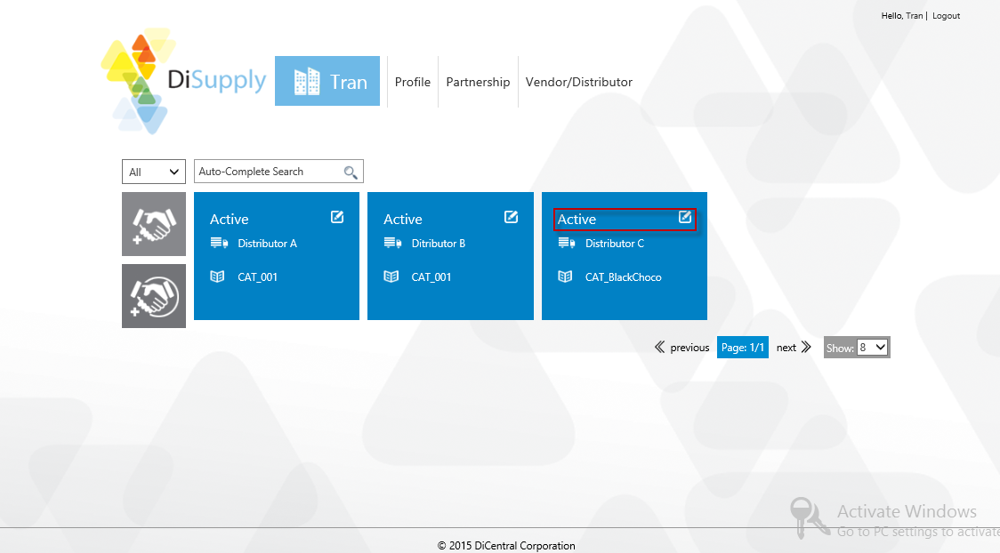 Hello, Tran | Logout
DiSupply
Tran
Profile
Partnership
Vendor/Distributor
All
Auto-Complete Search
Active
Distributor A
CAT_001
Active
Ditributor B
CAT_001
Active
Distributor C
CAT_BlackChoco
previous
Page: 1/1
next
Show: 8
Activate Windows
Go to PC settings to activate
© 2015 DiCentral Corporation